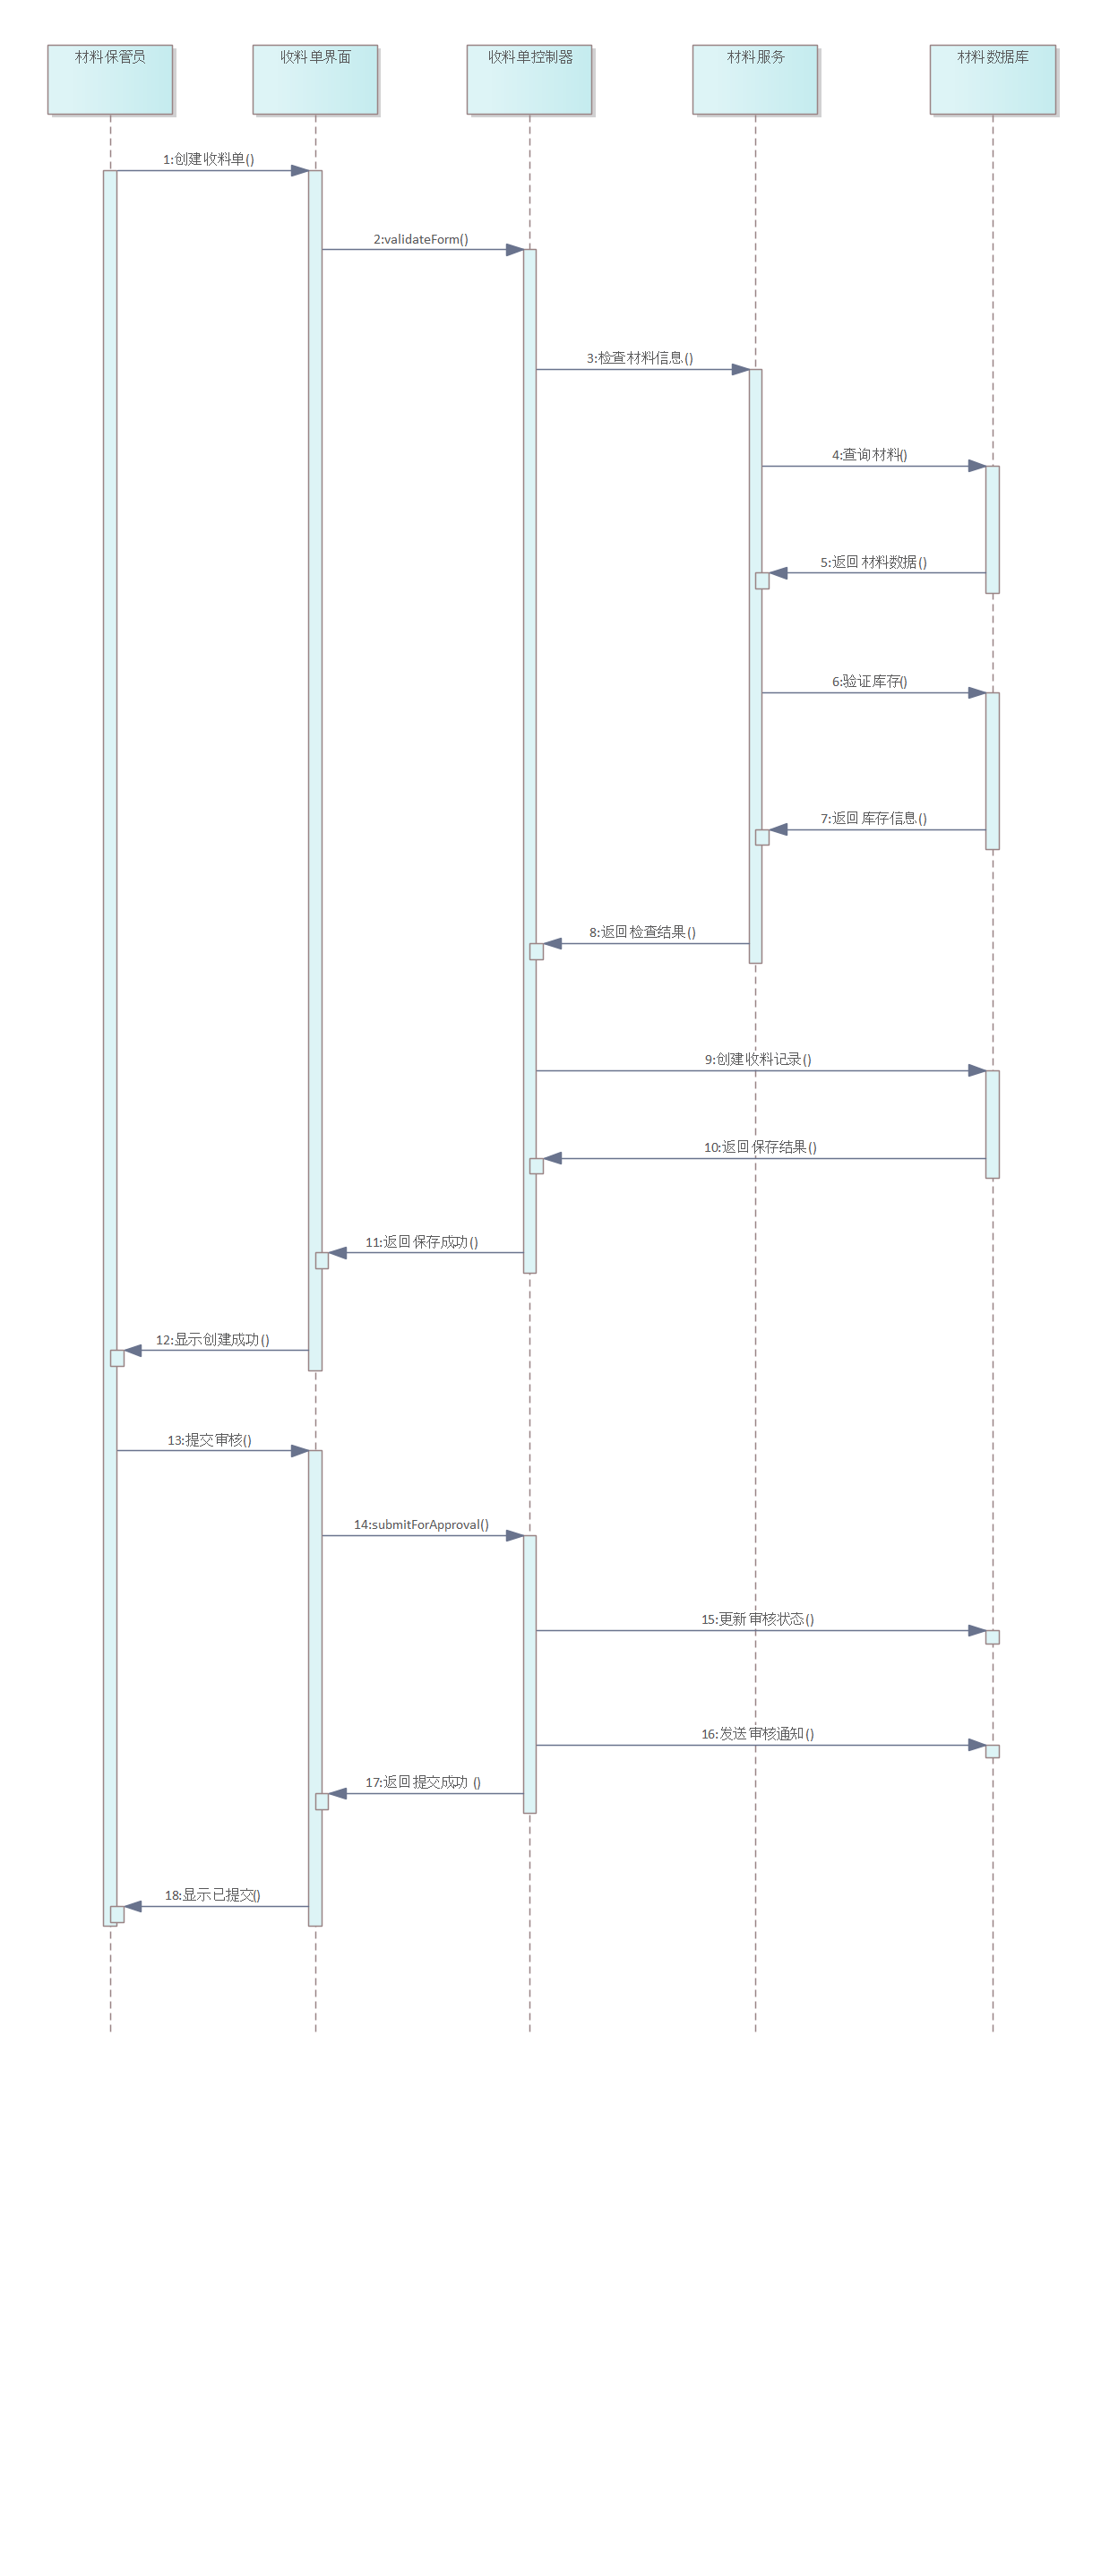 材料保管员
收料单界面
收料单控制器
材料服务
材料数据库
1:创建收料单()
2:validateForm()
3:检查材料信息()
4:查询材料()
5:返回材料数据()
6:验证库存()
7:返回库存信息()
8:返回检查结果()
9:创建收料记录()
10:返回保存结果()
11:返回保存成功()
12:显示创建成功()
13:提交审核()
14:submitForApproval()
15:更新审核状态()
16:发送审核通知()
17:返回提交成功 ()
18:显示已提交()